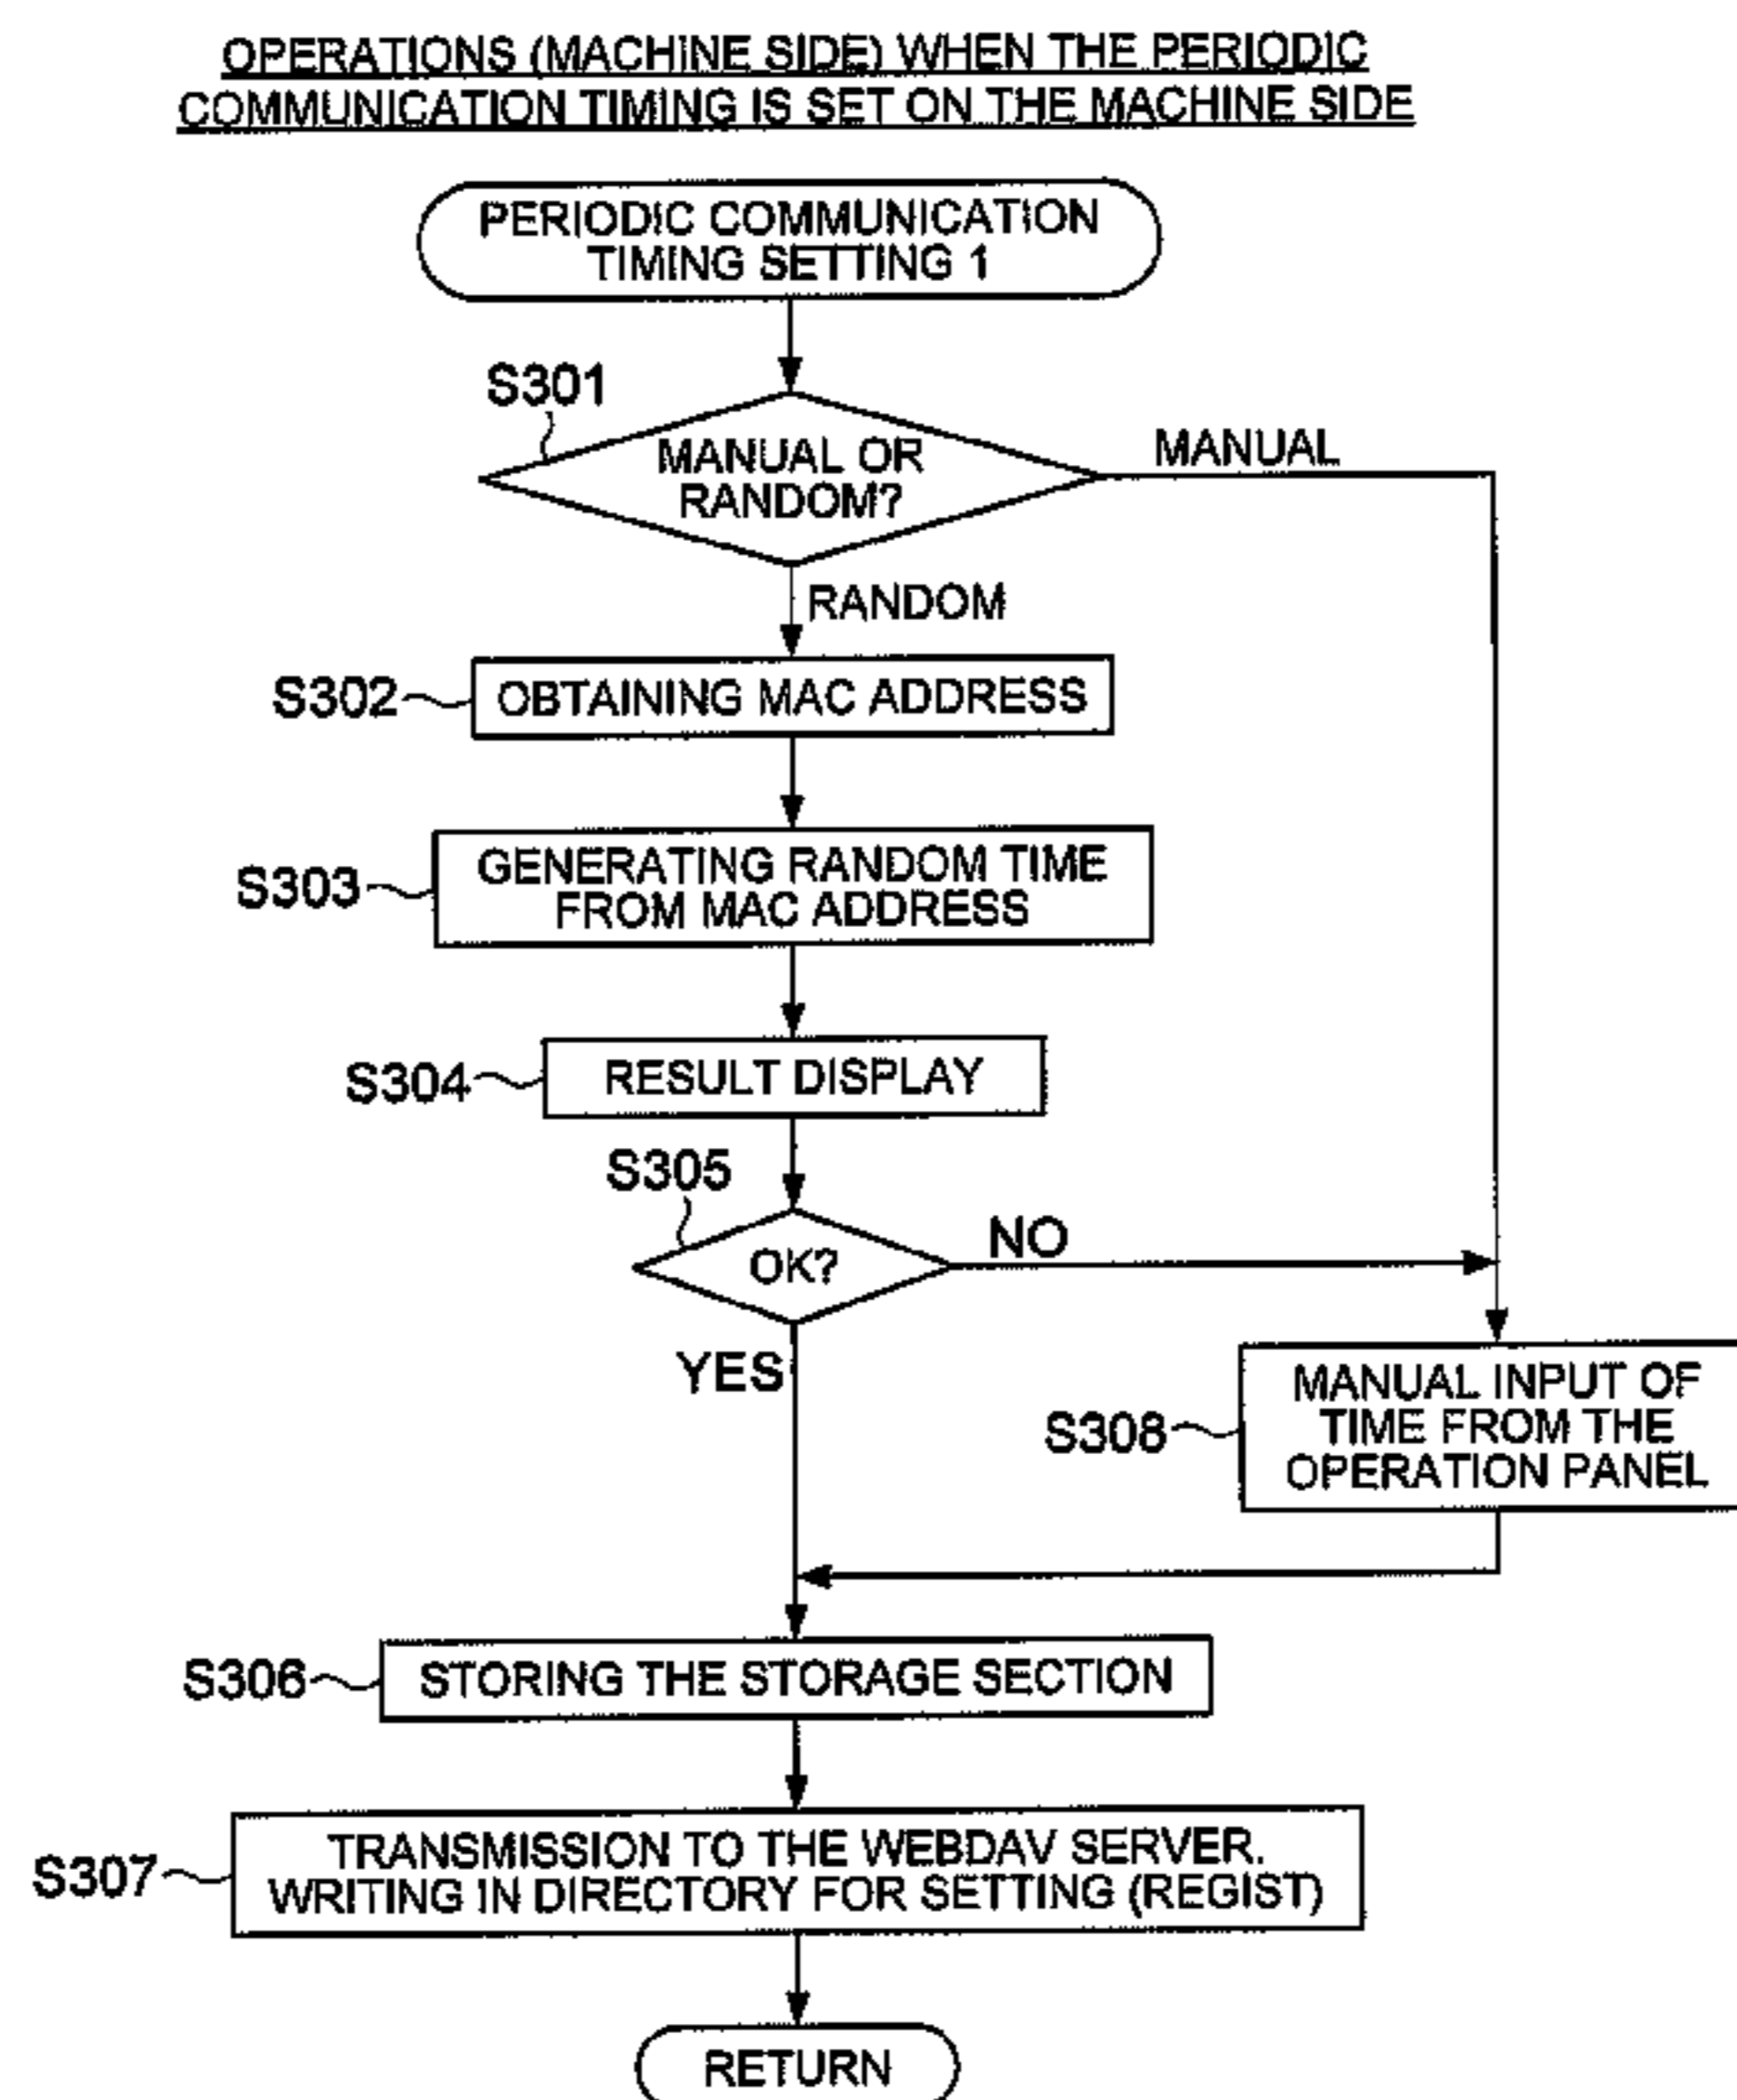 OPERATIONS (MACHINE SIDE) WHEN THE PERIODIC
COMMUNICATION TIMING IS SET ON THE MACHINE SIDE
PERIODIC COMMUNICATION
TIMING SETTING 1
S301
MANUAL OR
RANDOM?
MANUAL
RANDOM
S302
OBTAINING MAC ADDRESS
S303
GENERATING RANDOM TIME
FROM MAC ADDRESS
S304
RESULT DISPLAY
S305
OK?
NO
YES
S308
MANUAL INPUT OF
TIME FROM THE
OPERATION PANEL
S306
STORING THE STORAGE SECTION
S307
TRANSMISSION TO THE WEBDAV SERVER.
WRITING IN DIRECTORY FOR SETTING (REGIST)
RETURN